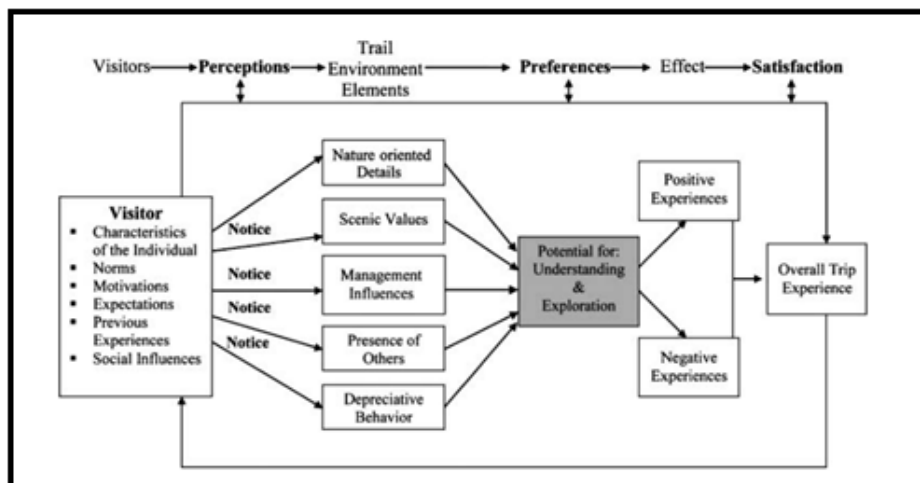 Visitors
Perceptions
Trail
Environment
Elements
Preferences
Effect
Satisfaction
Visitor
▪ Characteristics
of the Individual
▪ Norms
▪ Motivations
▪ Expectations
▪ Previous
Experiences
▪ Social Influences
Notice
Notice
Notice
Notice
Nature oriented
Details
Scenic Values
Management
Influences
Presence of
Others
Depreciative
Behavior
Potential for:
Understanding
&
Exploration
Positive
Experiences
Negative
Experiences
Overall Trip
Experience